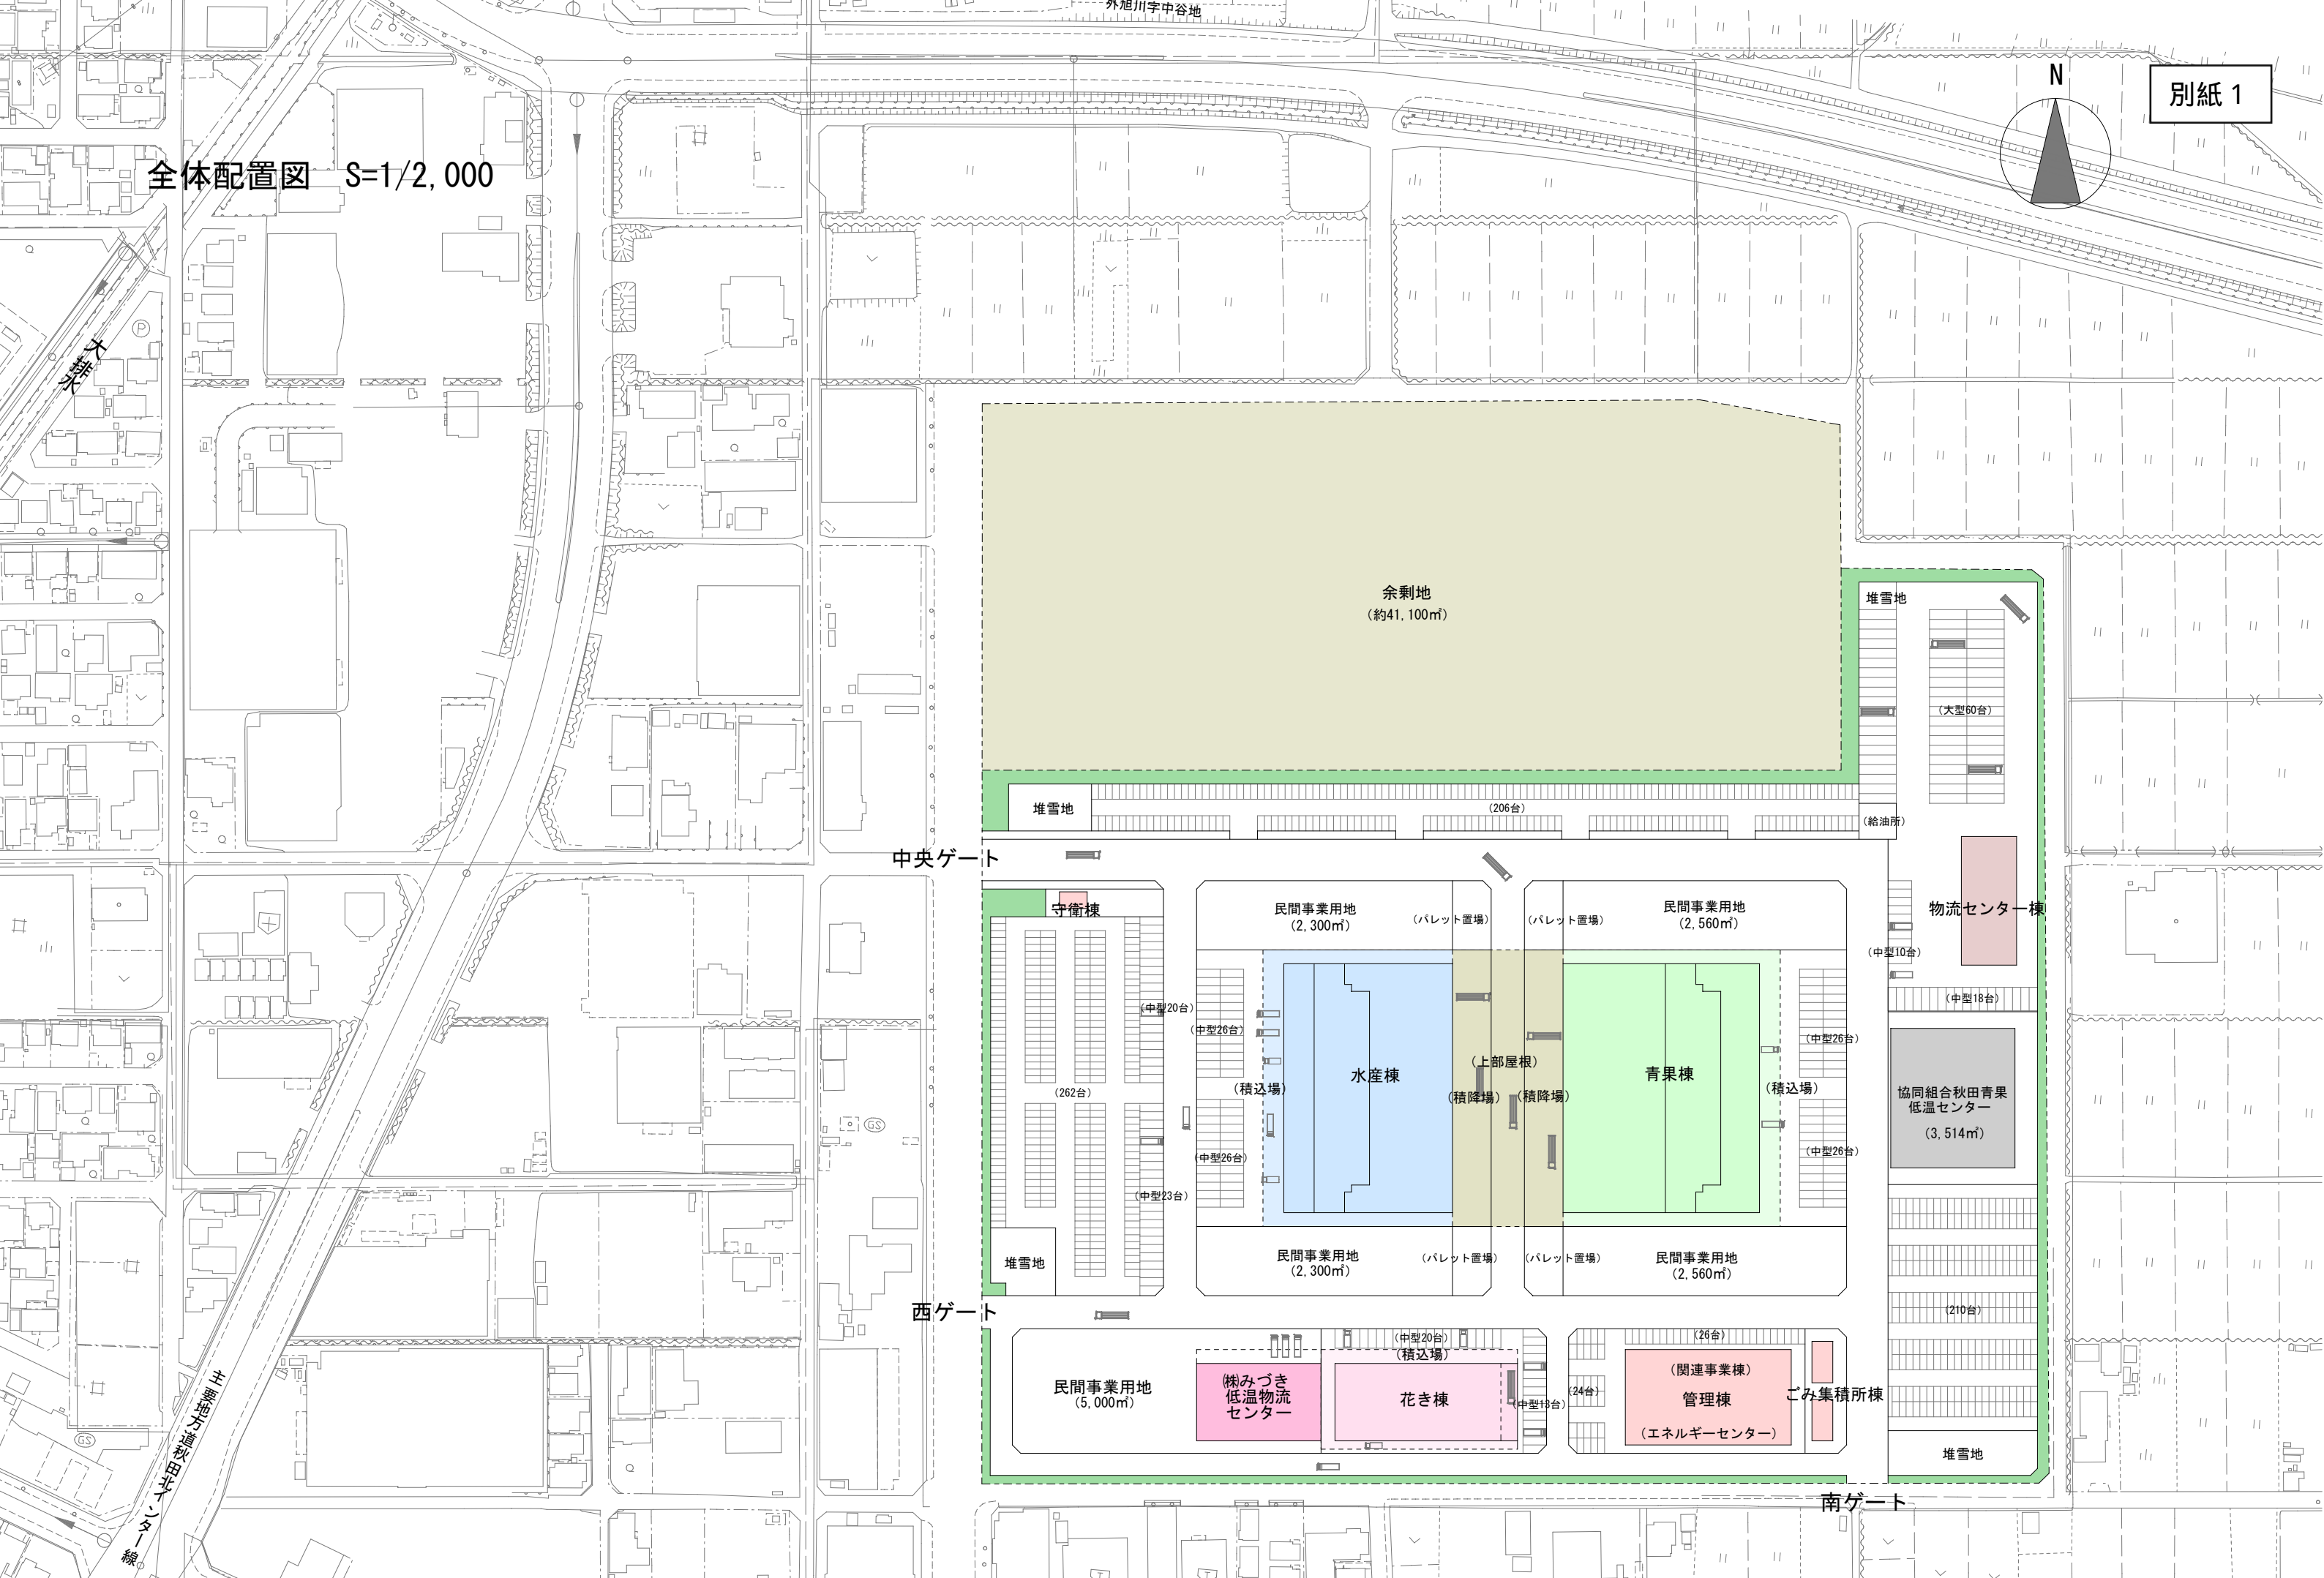 外旭川字中谷地
N
別紙1
全体配置図 S=1/2,000
P
大排水
余剰地
(約41,100㎡)
堆雪地
(大型60台)
堆雪地
(206台)
(給油所)
中央ゲート
守衛棟
民間事業用地
(2,300㎡)
(パレット置場)
(パレット置場)
民間事業用地
(2,560㎡)
物流センター棟
(中型10台)
(中型18台)
(中型20台)
(中型26台)
(中型26台)
(上部屋根)
水産棟
青果棟
(262台)
(積込場)
(積降場)
(積降場)
(積込場)
協同組合秋田青果
低温センター
(3,514㎡)
GS
(中型26台)
(中型26台)
(中型23台)
堆雪地
民間事業用地
(2,300㎡)
(パレット置場)
(パレット置場)
民間事業用地
(2,560㎡)
西ゲート
(210台)
(中型20台)
(積込場)
(26台)
民間事業用地
(5,000㎡)
㈱みづき
低温物流
センター
花き棟
(中型13台)
(24台)
(関連事業棟)
管理棟
(エネルギーセンター)
ごみ集積所棟
堆雪地
GS
主要地方道秋田北インター線
南ゲート